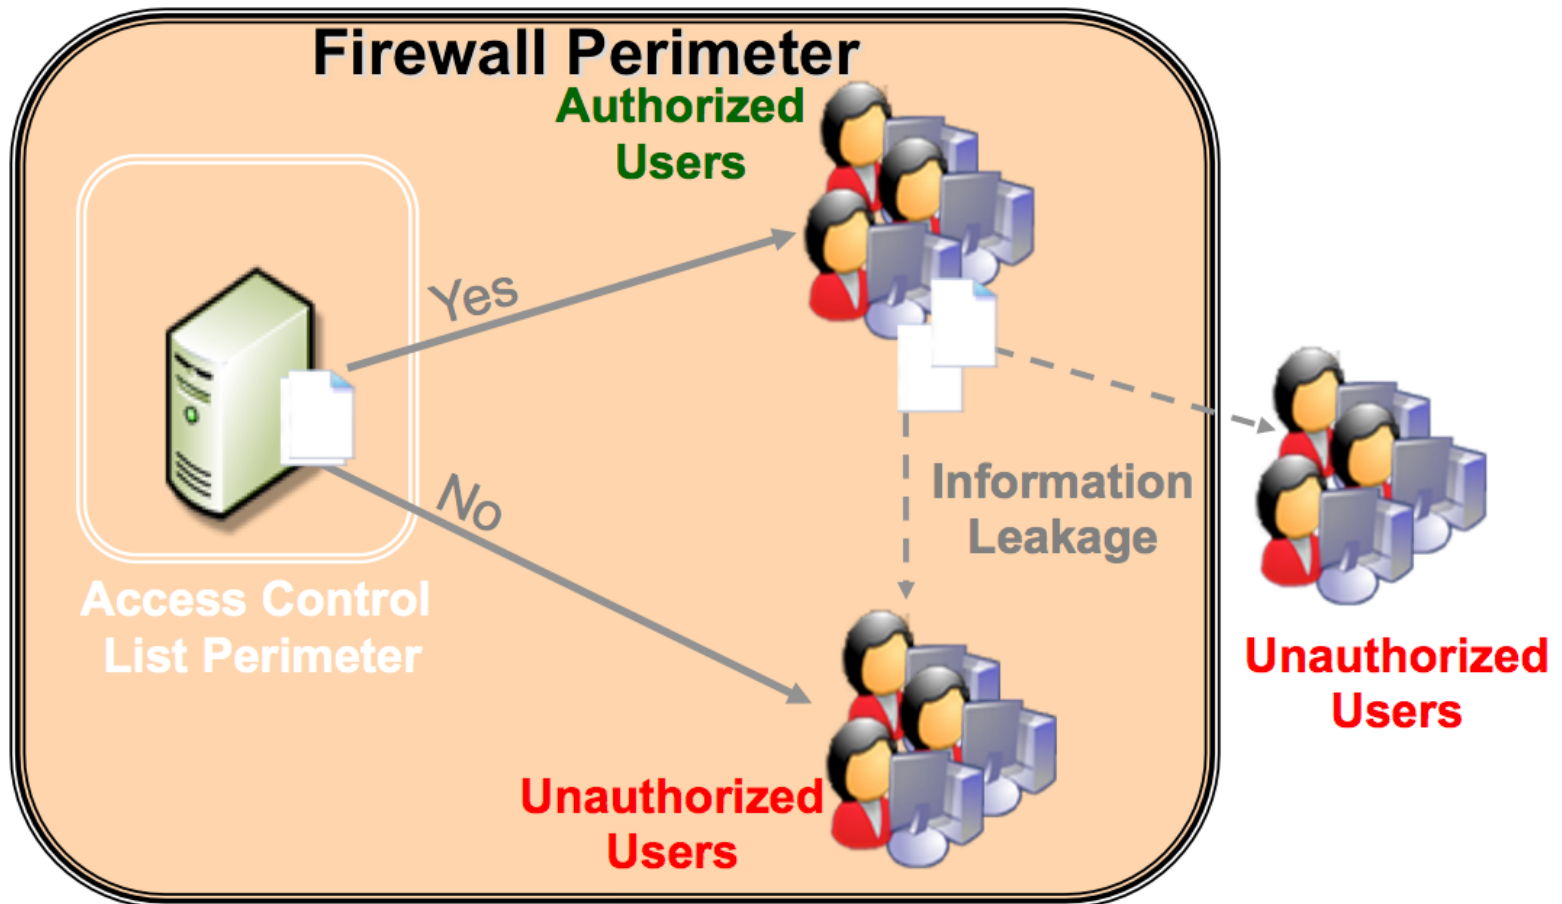 Firewall Perimeter
Authorized
Users
Yes
No
Information
Leakage
Access Control
List Perimeter
Unauthorized
Users
Unauthorized
Users